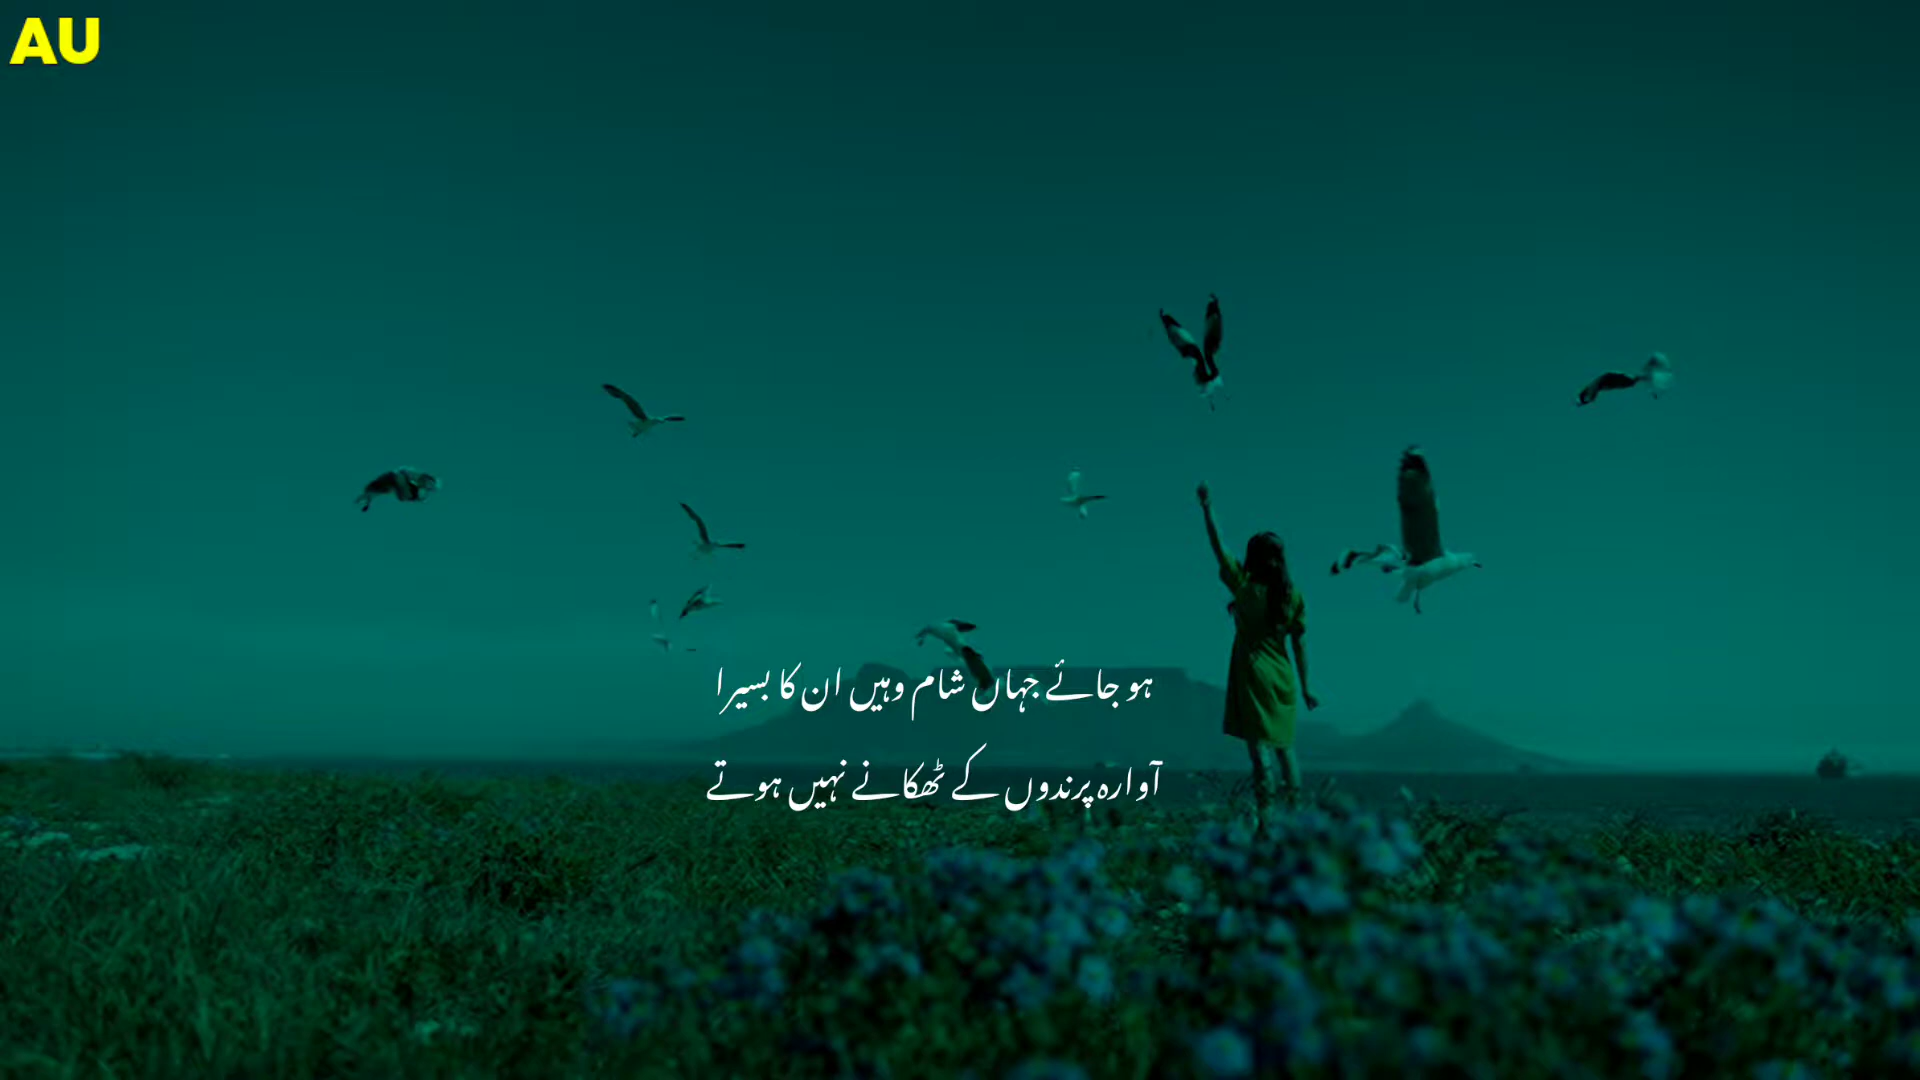 AU
ہو جائے جہاں شام وہیں ان کا بسیرا
آوارہ پرندوں کے ٹھکانے نہیں ہوتے